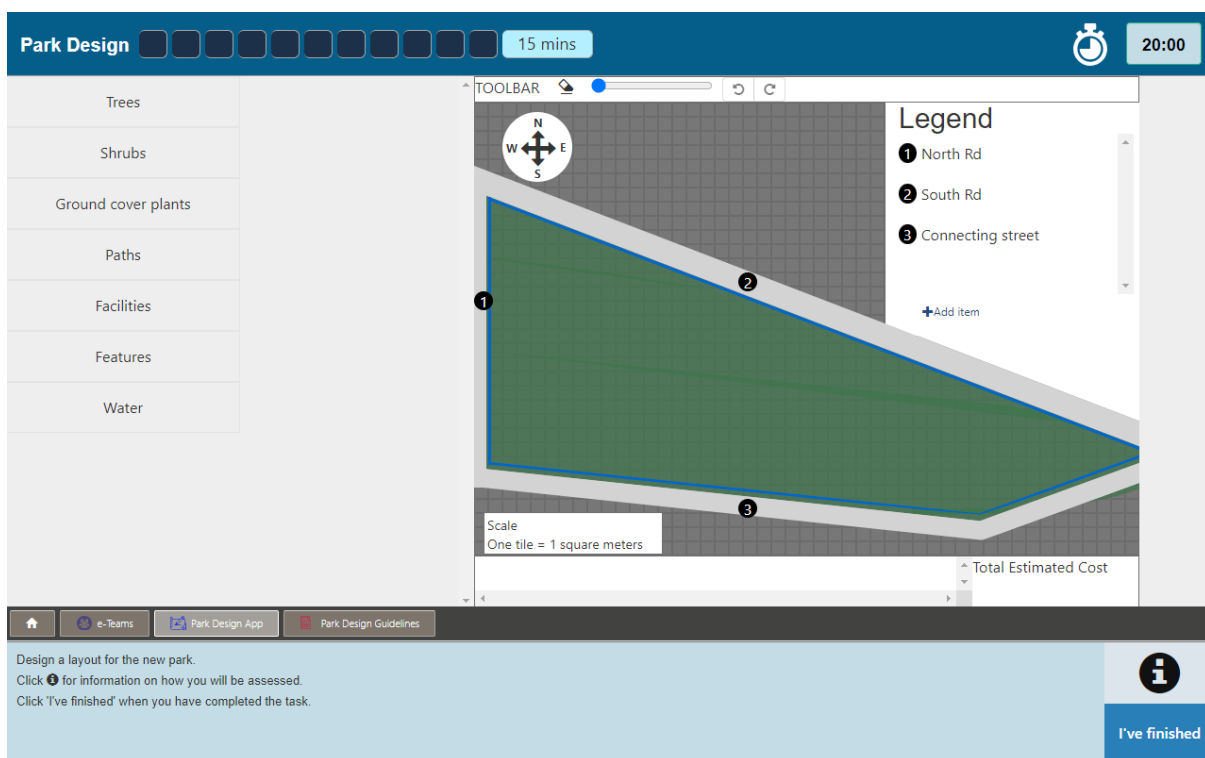 Park Design
15 mins
20:00
Trees
Shrubs
Ground cover plants
Paths
Facilities
Features
Water
TOOLBAR
N
W E
S
Legend
1 North Rd
2 South Rd
3 Connecting street
+Add item
2
1
3
Scale
One tile = 1 square meters
Total Estimated Cost
e-Teams
Park Design App
Park Design Guidelines
Design a layout for the new park.
Click i for information on how you will be assessed.
Click 'I've finished' when you have completed the task.
i
I've finished